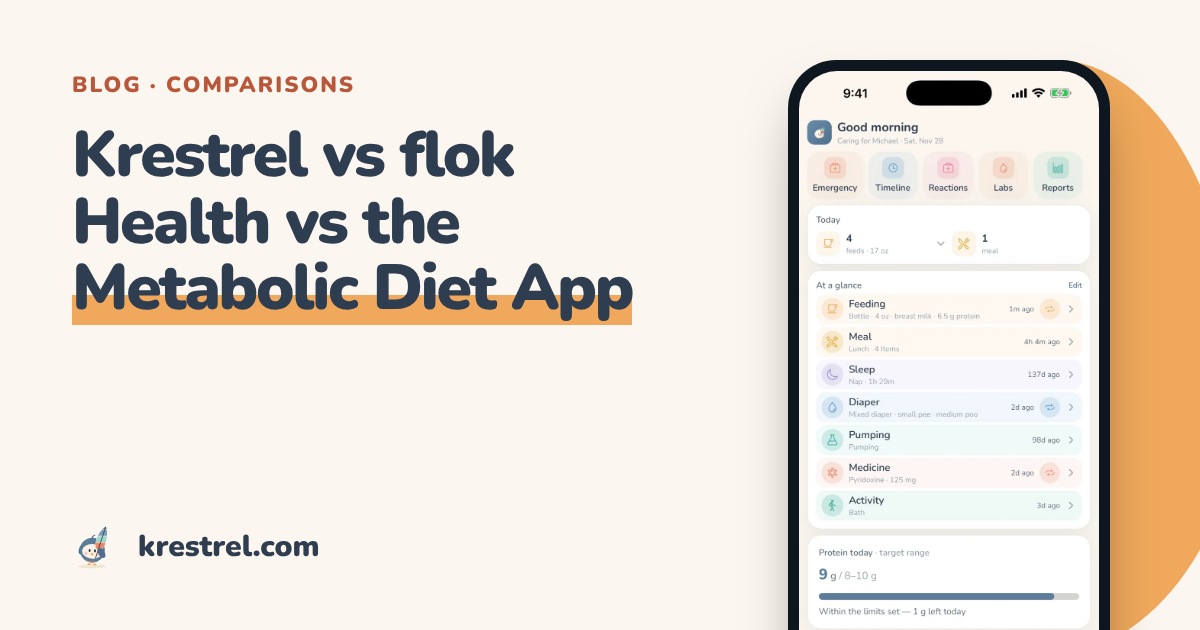 BLOG · COMPARISONS
Krestrel vs flok
Health vs the
Metabolic Diet App
krestrel.com
9:41
Good morning
Caring for Michael · Sat, Nov 28
Emergency
Timeline
Reactions
Labs
Reports
Today
4
feeds · 17 oz
1
meal
At a glance
Edit
Feeding
Bottle · 4 oz · breast milk · 6.5 g protein
1m ago
Meal
Lunch · 4 Items
4h 4m ago
Sleep
Nap · 1h 29m
137d ago
Diaper
Mixed diaper · small pee · medium poo
2d ago
Pumping
Pumping
98d ago
Medicine
Pyridoxine · 125 mg
2d ago
Activity
Bath
3d ago
Protein today · target range
9 g / 8–10 g
Within the limits set — 1 g left today